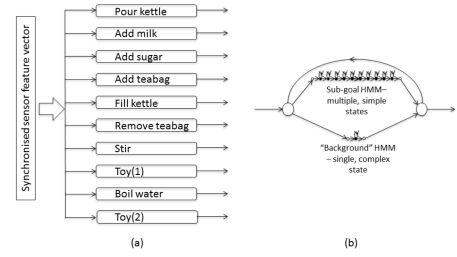 Synchronised sensor feature vector
Pour kettle
Add milk
Add sugar
Add teabag
Fill kettle
Remove teabag
Stir
Toy(1)
Boil water
Toy(2)
(a)
Sub-goal HMM–
multiple, simple
states
"Background" HMM
– single, complex
state
(b)